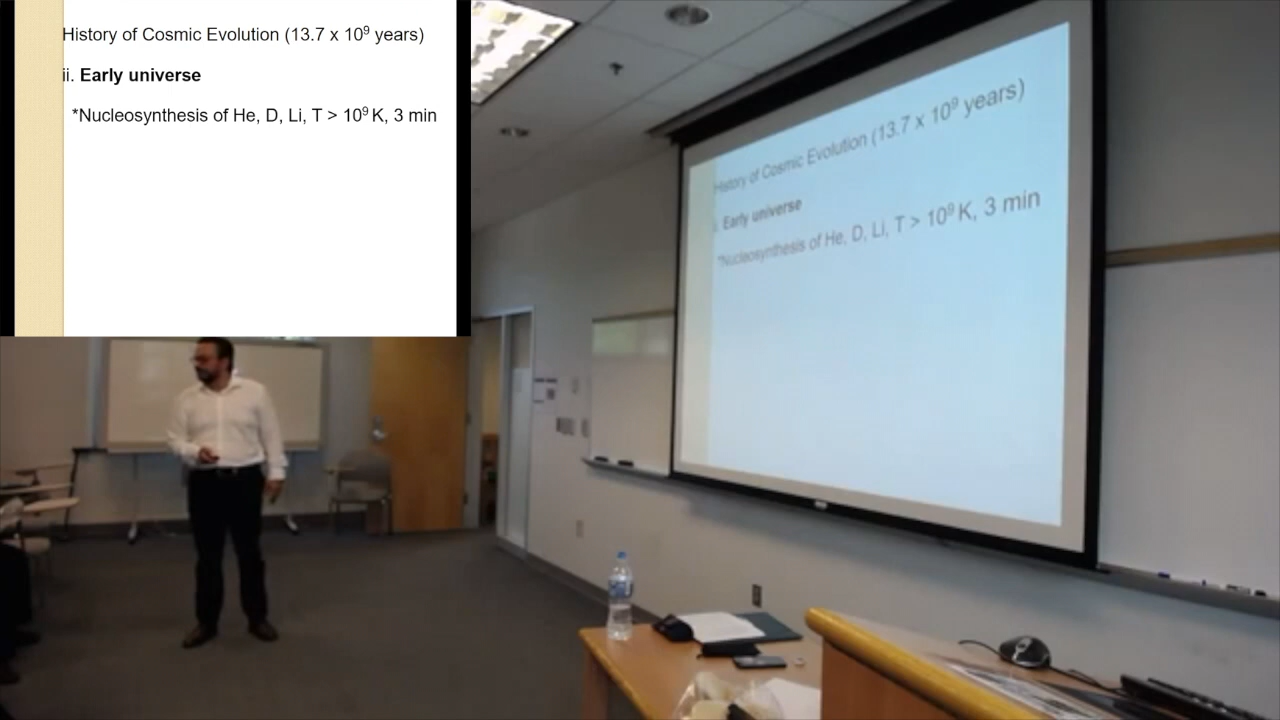 History of Cosmic Evolution (13.7 x 10⁹ years)
ii. Early universe
*Nucleosynthesis of He, D, Li, T > 10⁹ K, 3 min
History of Cosmic Evolution (13.7 x 10⁹ years)
Early universe
*Nucleosynthesis of He, D, Li, T > 10⁹ K, 3 min